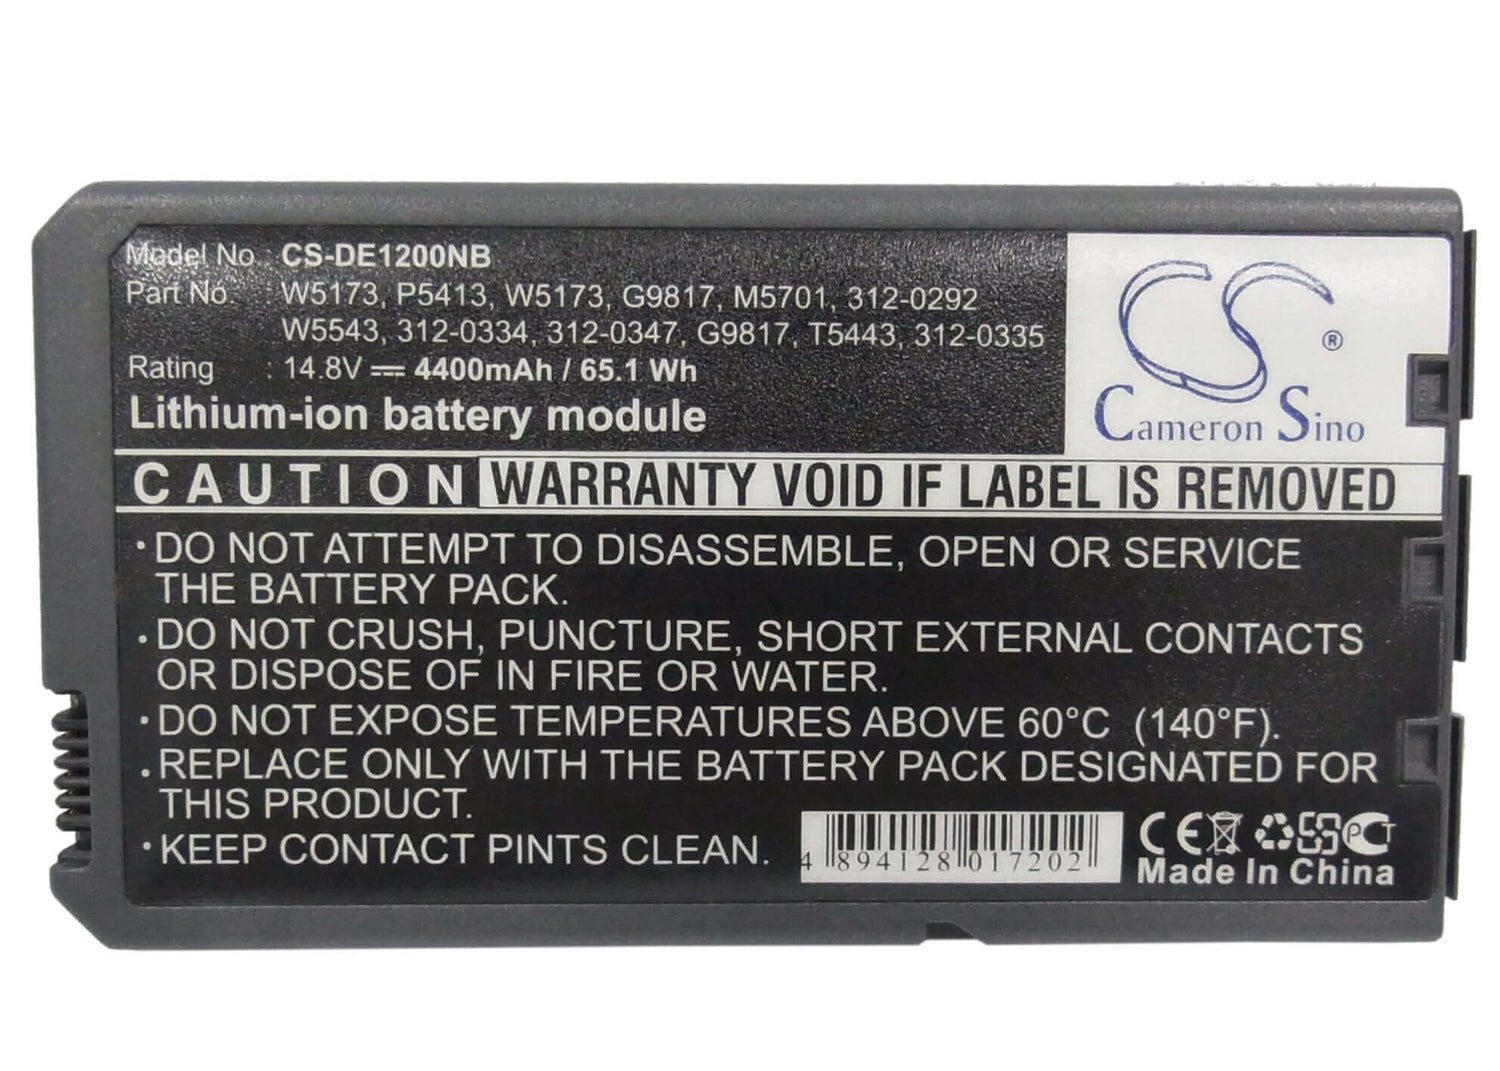 Model No : CS-DE1200NB
Part No. : W5173, P5413, W5173, G9817, M5701, 312-0292
W5543, 312-0334, 312-0347, G9817, T5443, 312-0335
Rating : 14.8V 4400mAh / 65.1 Wh
Lithium-ion battery module
CS®
Cameron Sino
CAUTION WARRANTY VOID IF LABEL IS REMOVED
·DO NOT ATTEMPT TO DISASSEMBLE, OPEN OR SERVICE
THE BATTERY PACK.
·DO NOT CRUSH, PUNCTURE, SHORT EXTERNAL CONTACTS
OR DISPOSE OF IN FIRE OR WATER.
·DO NOT EXPOSE TEMPERATURES ABOVE 60°C (140°F).
·REPLACE ONLY WITH THE BATTERY PACK DESIGNATED FOR
THIS PRODUCT.
·KEEP CONTACT PINTS CLEAN.
4 894128 017202
CE PCT
Made In China